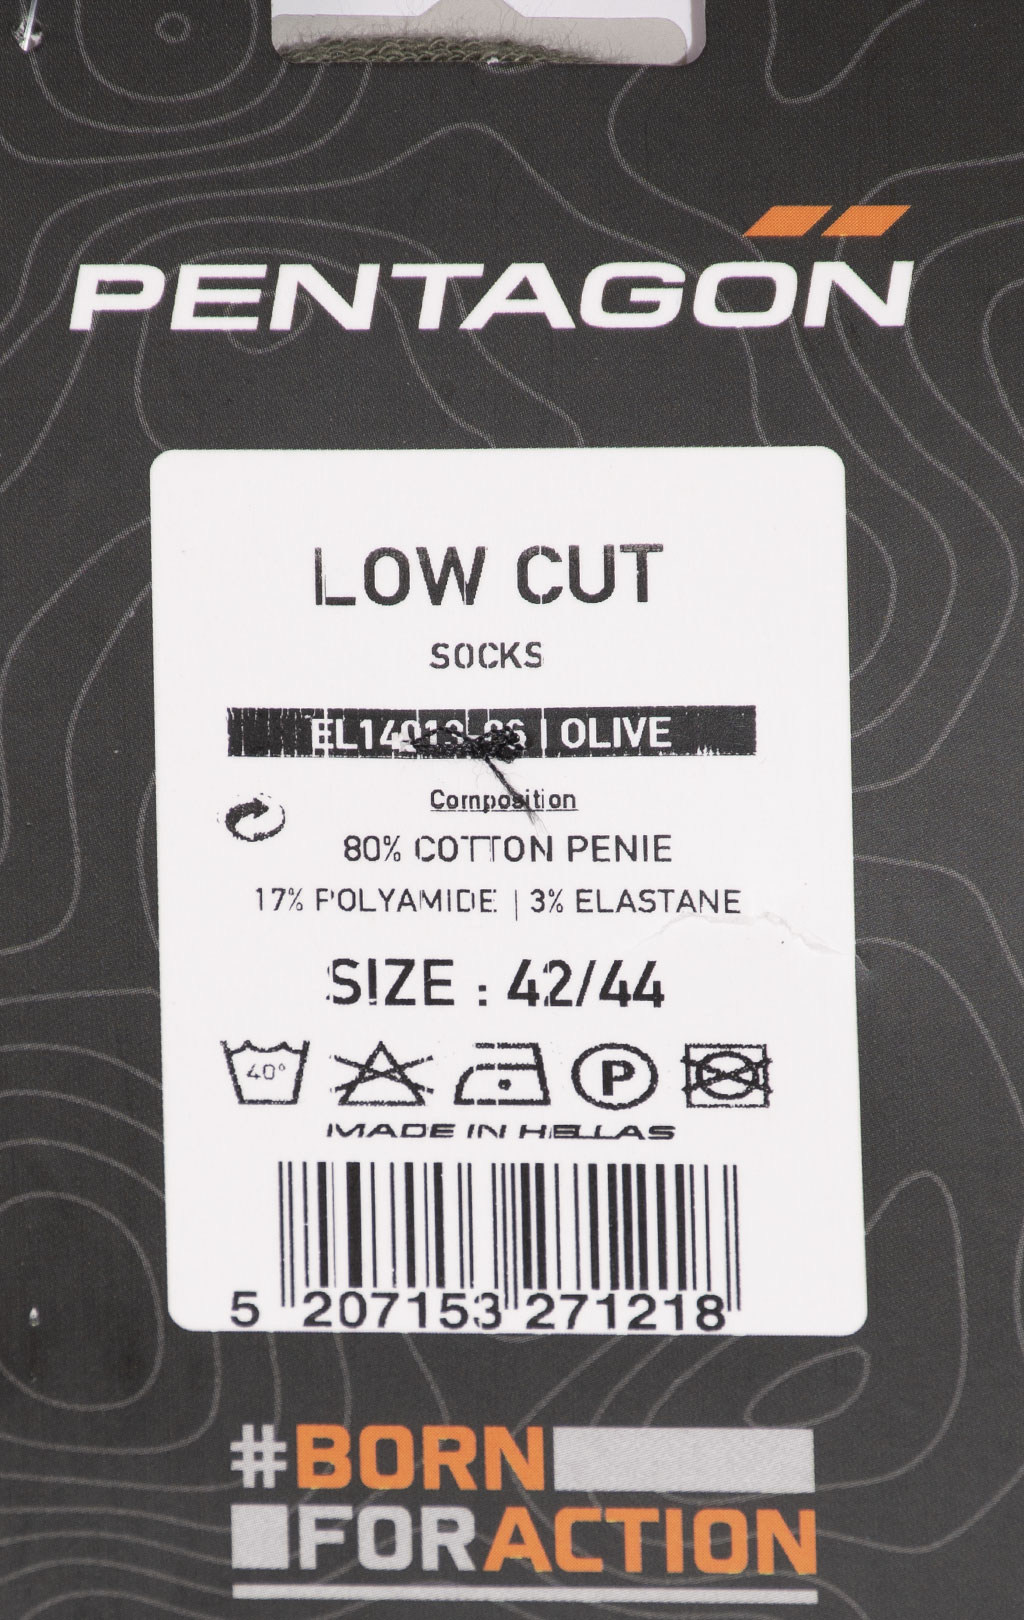 PENTAGON
LOW CUT
SOCKS
| OLIVE
Composition
80% COTTON PENIE
17% POLYAMIDE | 3% ELASTANE
SIZE : 42/44
40°
P
MADE IN HELLAS
5 207153 271218
#BORN
FORACTION